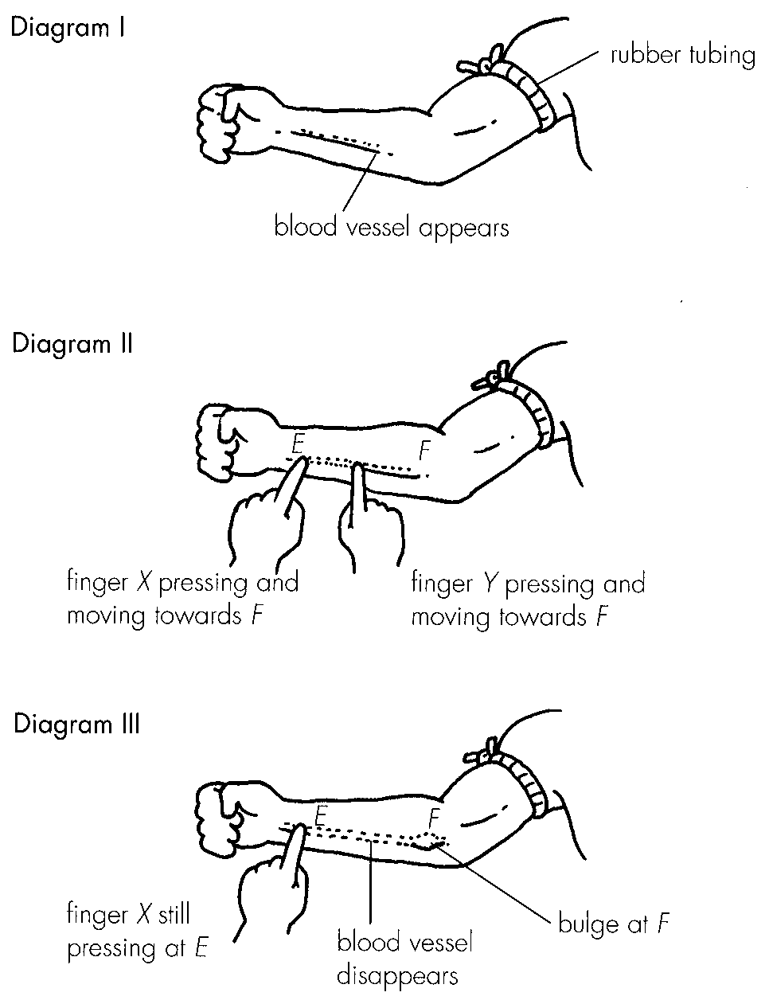 Diagram I
rubber tubing
blood vessel appears
Diagram II
E
F
finger X pressing and
moving towards F
finger Y pressing and
moving towards F
Diagram III
E
F
finger X still
pressing at E
blood vessel
disappears
bulge at F